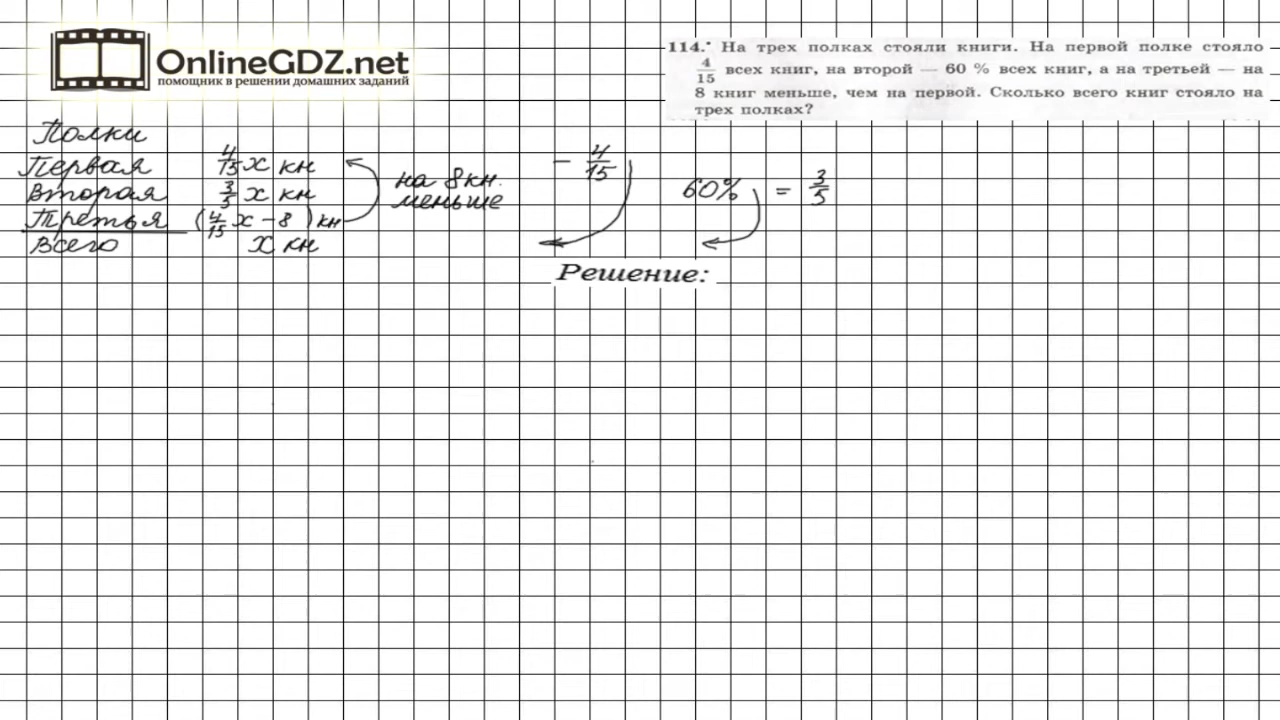 OnlineGDZ.net
помощник в решении домашних заданий
114.* На трех полках стояли книги. На первой полке стояло
4/15 всех книг, на второй — 60 % всех книг, а на третьей — на
8 книг меньше, чем на первой. Сколько всего книг стояло на
трех полках?
Полки
Первая 4/15 x кн
Вторая 3/5 x кн
Третья (4/15 x - 8) кн
Всего x кн
на 8 кн.
меньше
- 4/15
60% = 3/5
Решение: